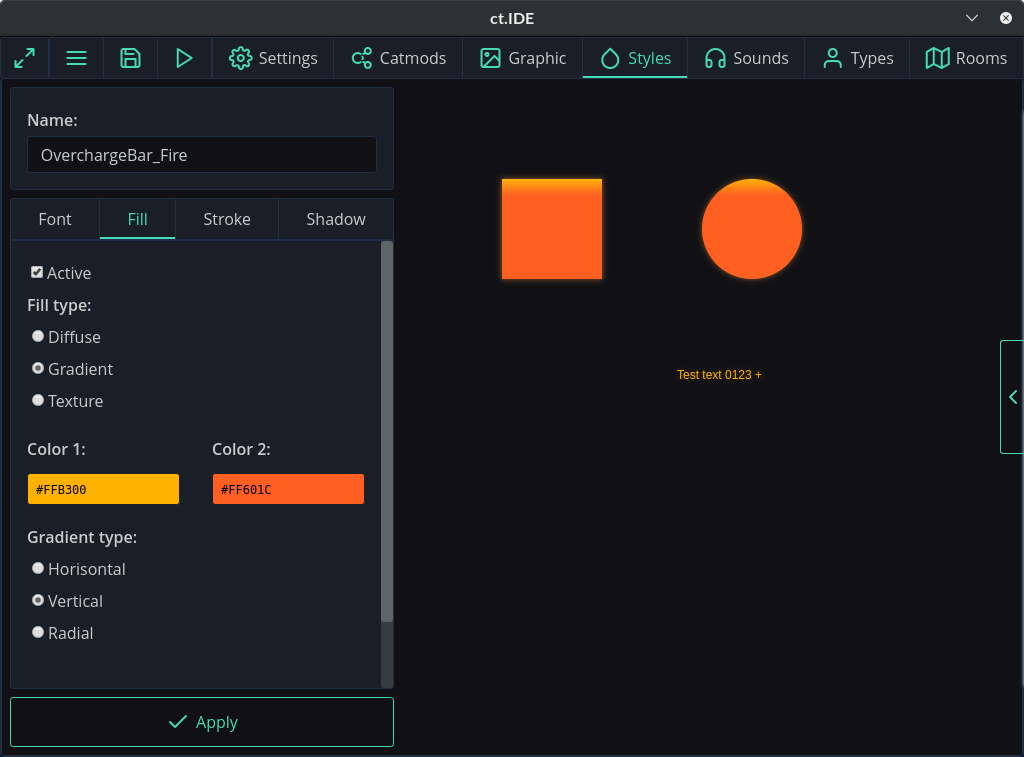 ct.IDE
Settings Catmods Graphic Styles Sounds Types Rooms
Name:
OverchargeBar_Fire
Font Fill Stroke Shadow
Active
Fill type:
Diffuse
Gradient
Texture
Color 1: Color 2:
#FFB300 #FF601C
Gradient type:
Horisontal
Vertical
Radial
Apply
Test text 0123 +